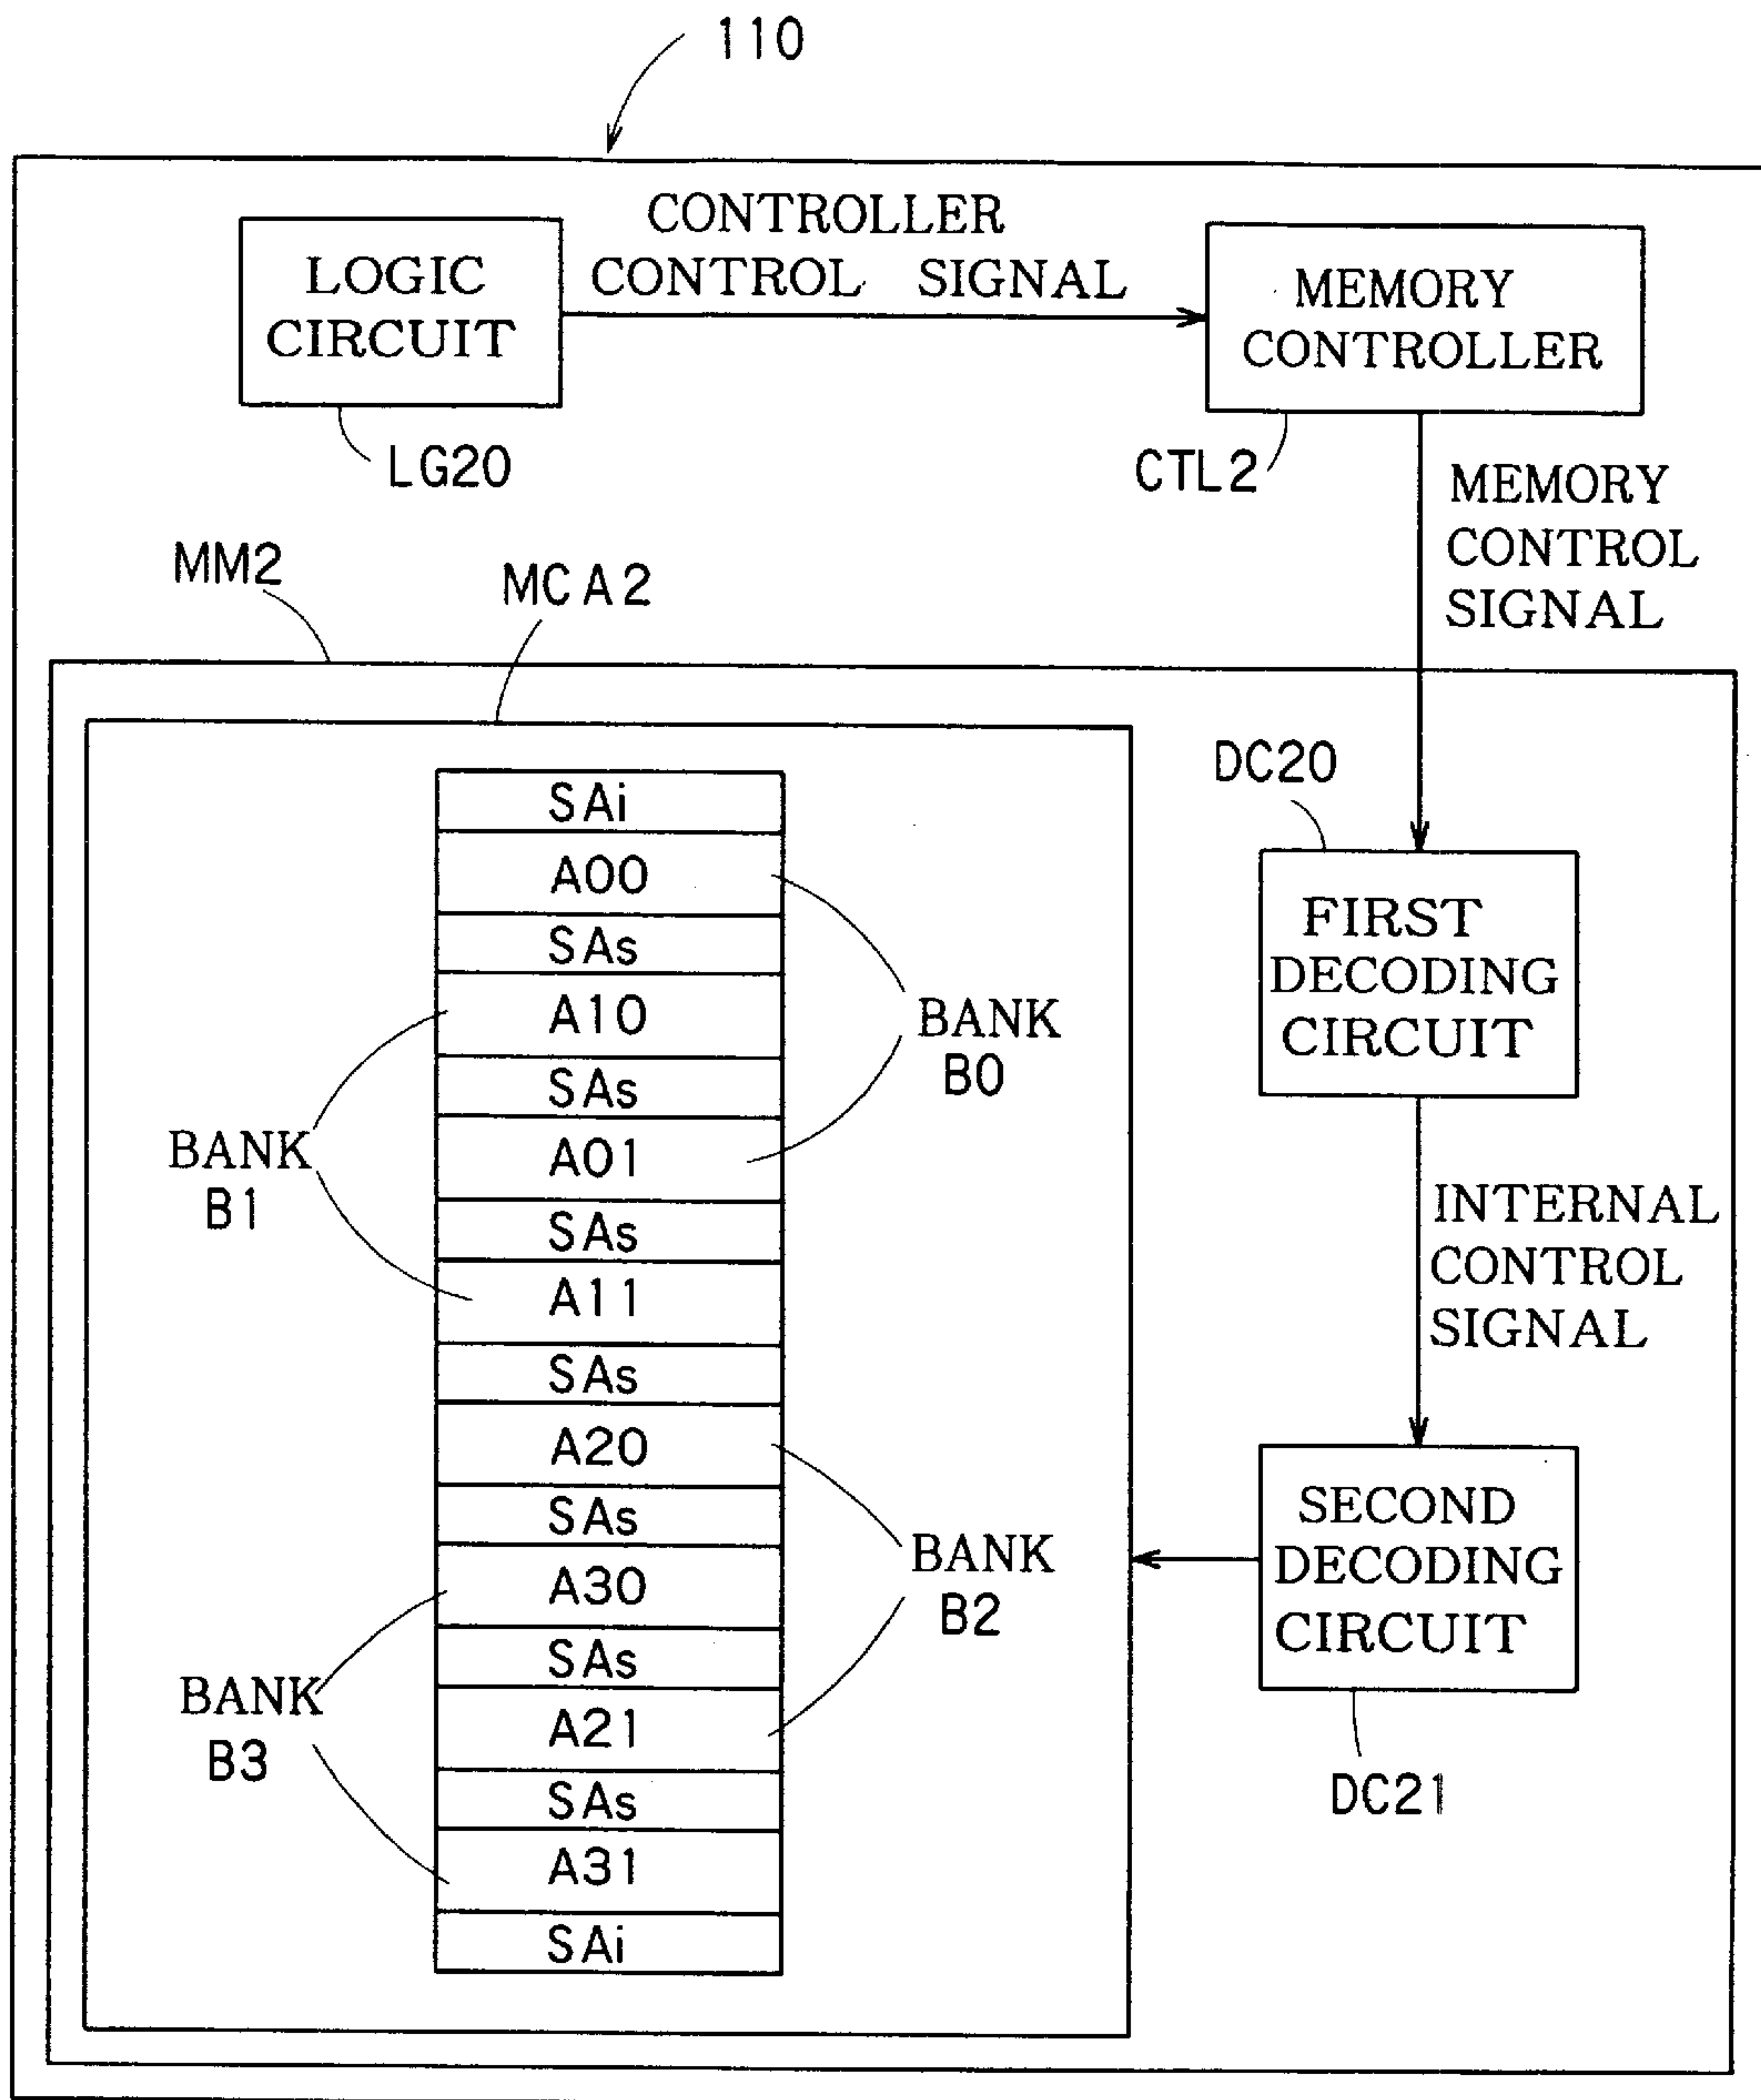 110
CONTROLLER
CONTROL SIGNAL
LOGIC
CIRCUIT
MEMORY
CONTROLLER
LG20
CTL2
MEMORY
CONTROL
SIGNAL
MM2
MCA2
DC20
SAi
A00
SAs
A10
SAs
A01
SAs
A11
SAs
A20
SAs
A30
SAs
A21
SAs
A31
SAi
BANK
B0
BANK
B1
BANK
B2
BANK
B3
FIRST
DECODING
CIRCUIT
INTERNAL
CONTROL
SIGNAL
SECOND
DECODING
CIRCUIT
DC21